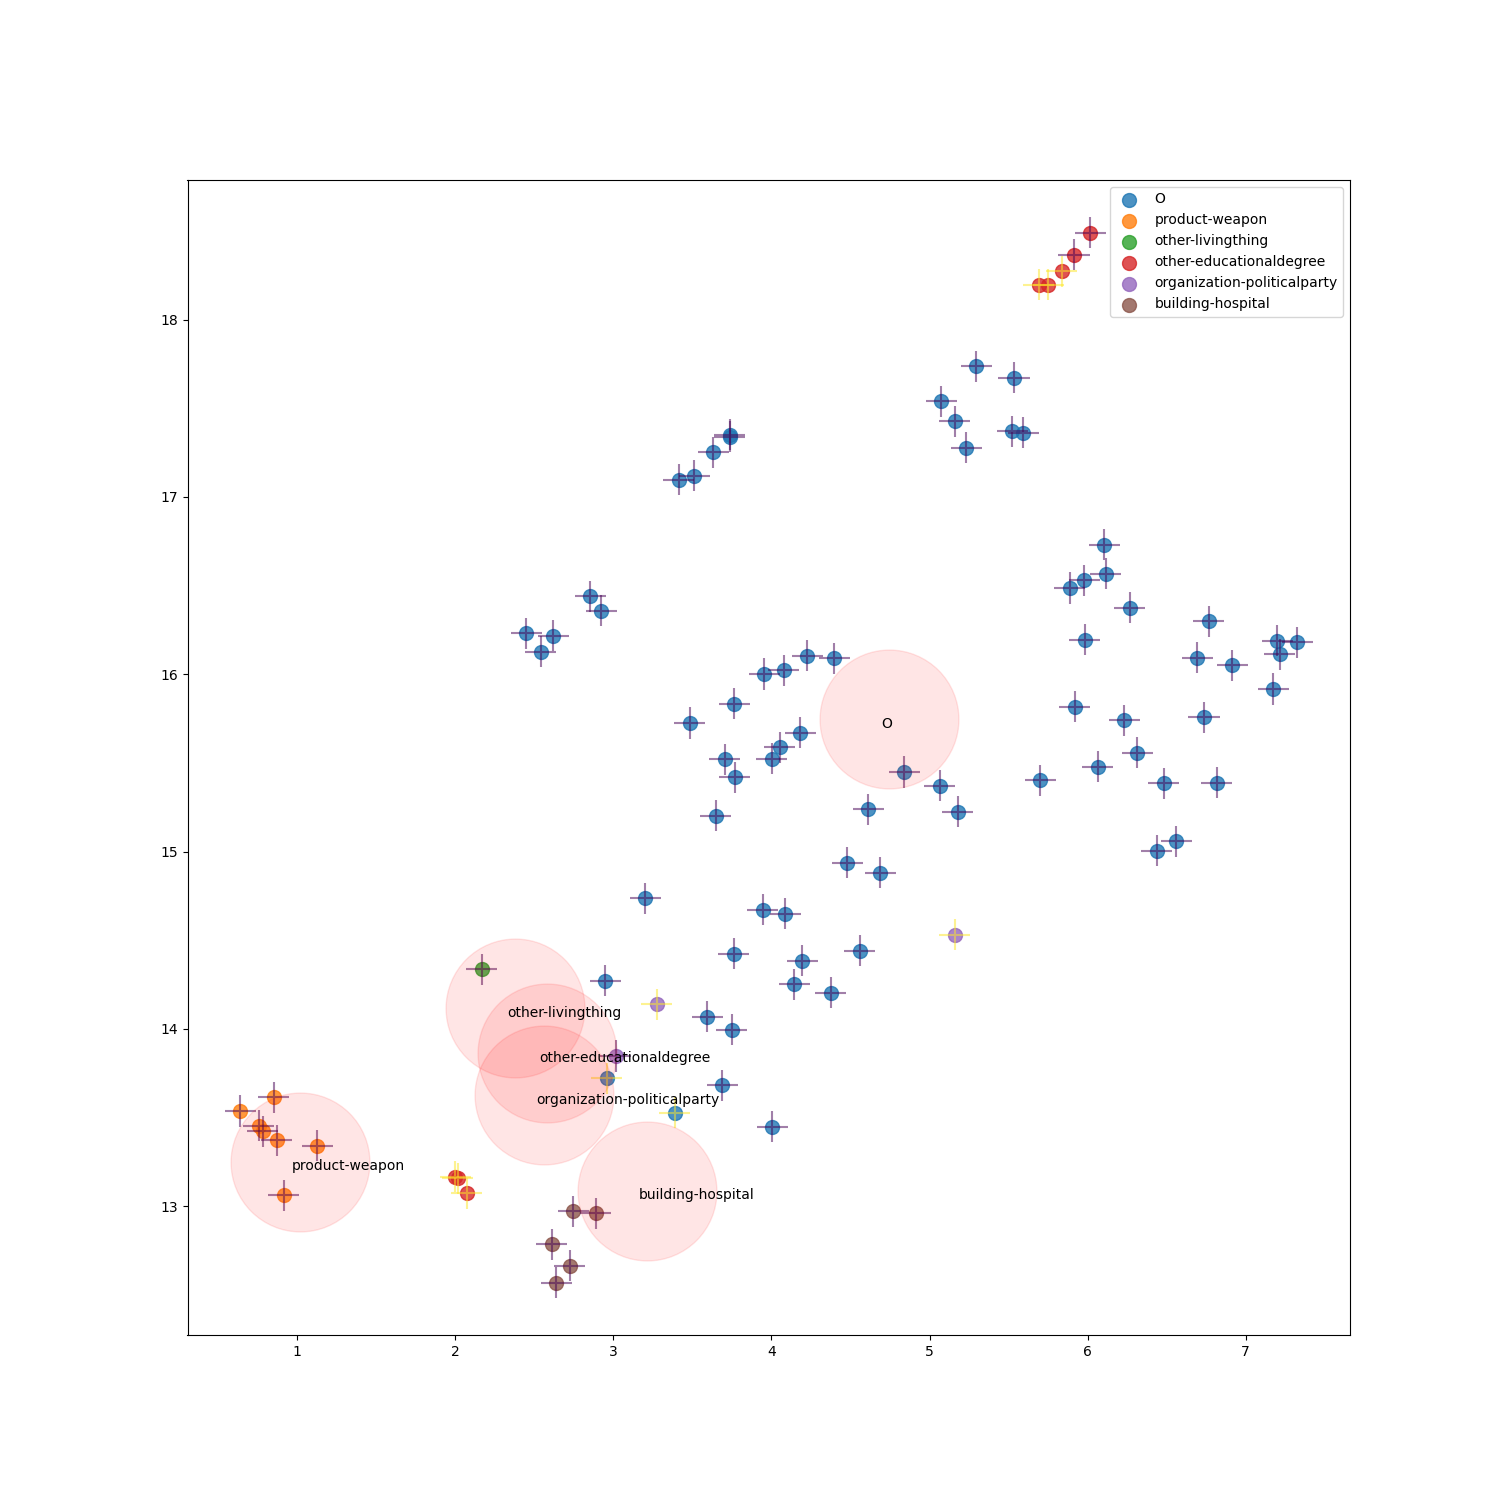 O
product-weapon
other-livingthing
other-educationaldegree
organization-politicalparty
building-hospital
18
17
16
15
14
13
O
other-livingthing
other-educationaldegree
organization-politicalparty
product-weapon
building-hospital
1 2 3 4 5 6 7